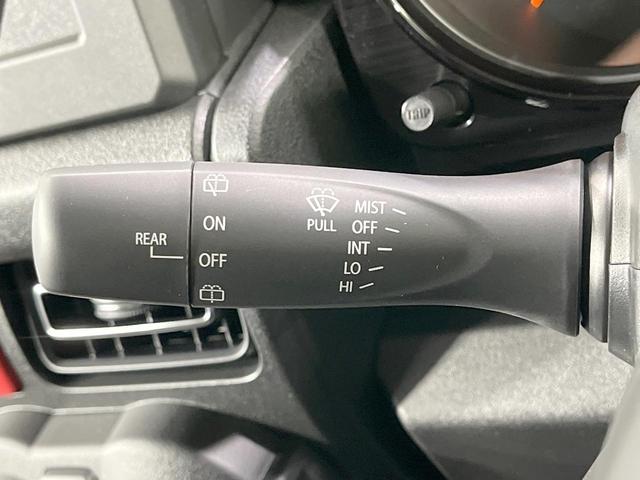 TRIP
REAR
ON
OFF
PULL
MIST
OFF
INT
LO
HI